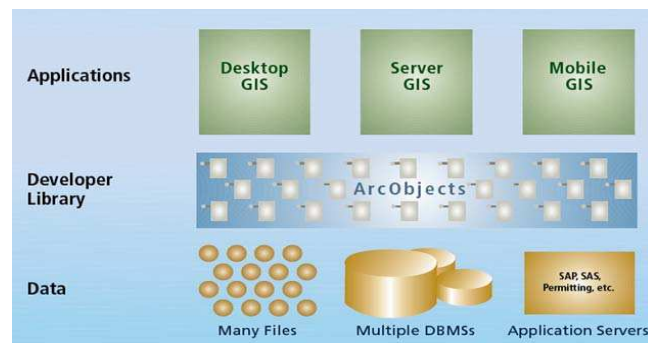 Applications
Desktop
GIS
Server
GIS
Mobile
GIS
Developer
Library
ArcObjects
Data
SAP, SAS,
Permitting, etc.
Many Files
Multiple DBMSs
Application Servers